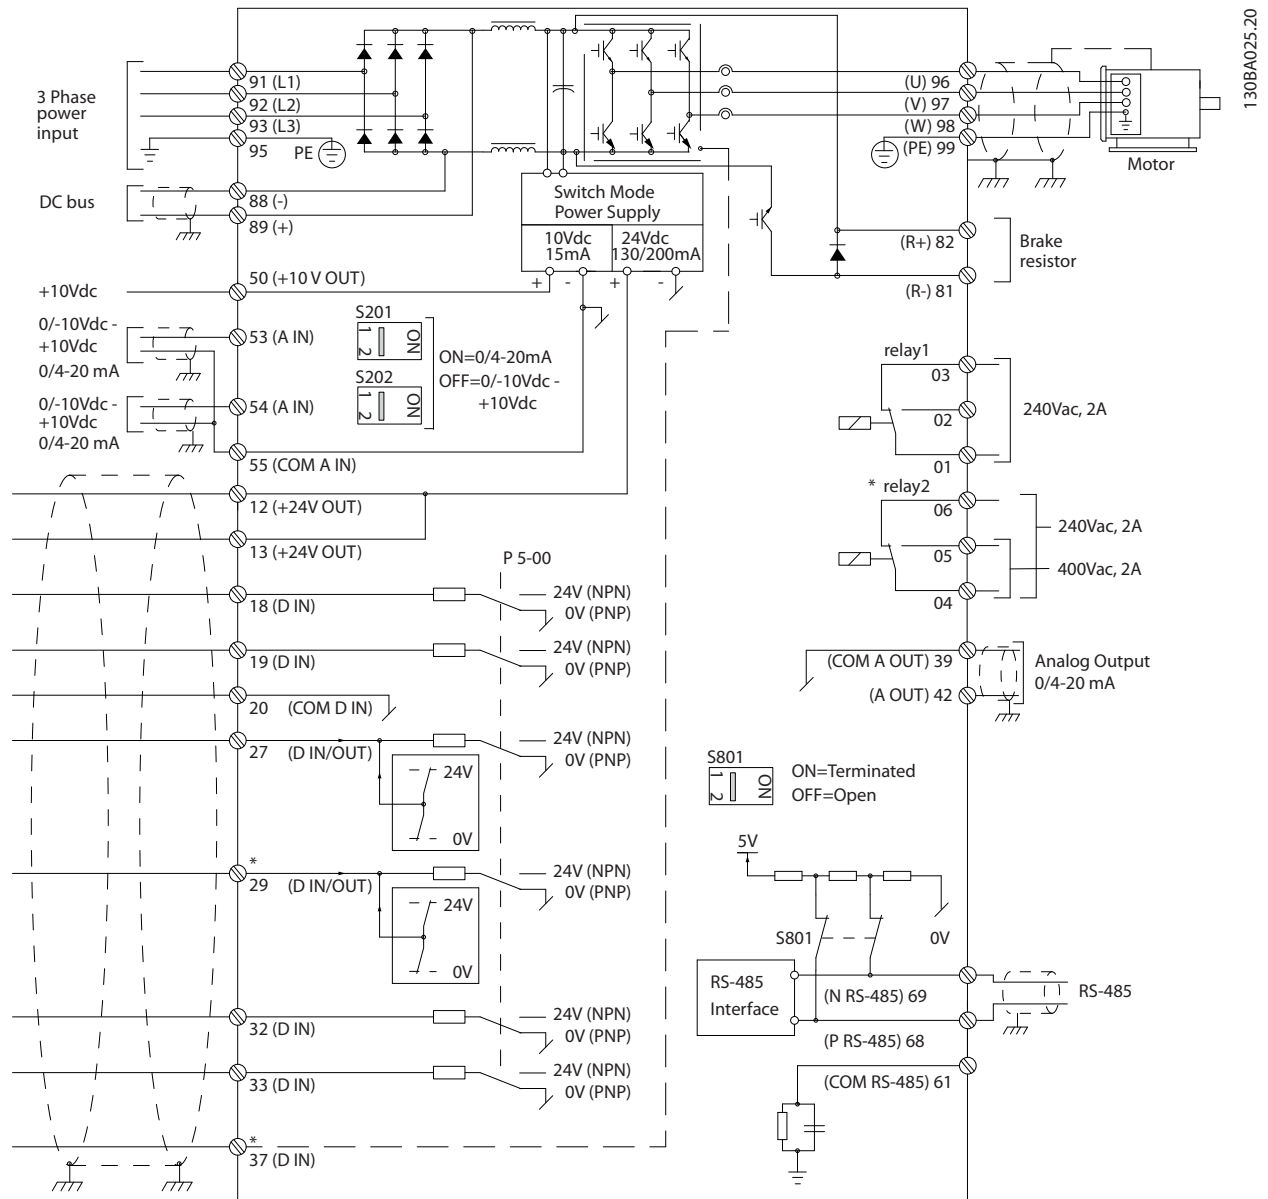 130BA025.20
3 Phase
power
input
91 (L1)
92 (L2)
93 (L3)
95
PE
DC bus
88 (-)
89 (+)
Switch Mode
Power Supply
10Vdc
15mA
24Vdc
130/200mA
+ - + -
(U) 96
(V) 97
(W) 98
(PE) 99
Motor
(R+) 82
(R-) 81
Brake
resistor
+10Vdc
50 (+10 V OUT)
0/-10Vdc -
+10Vdc
0/4-20 mA
53 (A IN)
0/-10Vdc -
+10Vdc
0/4-20 mA
54 (A IN)
55 (COM A IN)
S201
1 2
ON
S202
1 2
ON
ON=0/4-20mA
OFF=0/-10Vdc -
+10Vdc
relay1
03
02
01
240Vac, 2A
* relay2
06
05
04
240Vac, 2A
400Vac, 2A
12 (+24V OUT)
13 (+24V OUT)
P 5-00
18 (D IN)
24V (NPN)
0V (PNP)
19 (D IN)
24V (NPN)
0V (PNP)
20 (COM D IN)
27 (D IN/OUT)
24V (NPN)
0V (PNP)
24V
0V
*
29 (D IN/OUT)
24V (NPN)
0V (PNP)
24V
0V
32 (D IN)
24V (NPN)
0V (PNP)
33 (D IN)
24V (NPN)
0V (PNP)
*
37 (D IN)
(COM A OUT) 39
(A OUT) 42
Analog Output
0/4-20 mA
S801
1 2
ON
ON=Terminated
OFF=Open
5V
S801
0V
RS-485
Interface
(N RS-485) 69
(P RS-485) 68
(COM RS-485) 61
RS-485